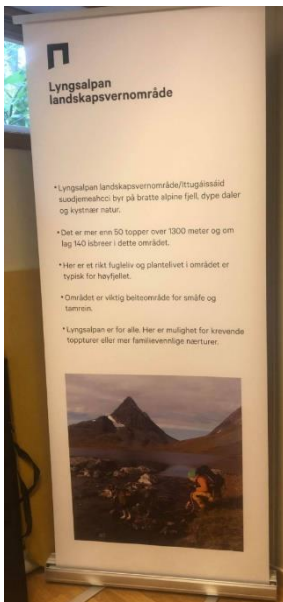 Lyngsalpan
landskapsvernområde
• Lyngsalpan landskapsvernområde/Ittugáissáid
suodjemeahcci byr på bratte alpine fjell, dype daler
og kystnær natur.
• Det er mer enn 50 topper over 1300 meter og om
lag 140 isbreer i dette området.
• Her er et rikt fugleliv og plantelivet i området er
typisk for høyfjellet.
• Området er viktig beiteområde for småfe og
tamrein.
• Lyngsalpan er for alle. Her er mulighet for krevende
toppturer eller mer familievennlige nærturer.